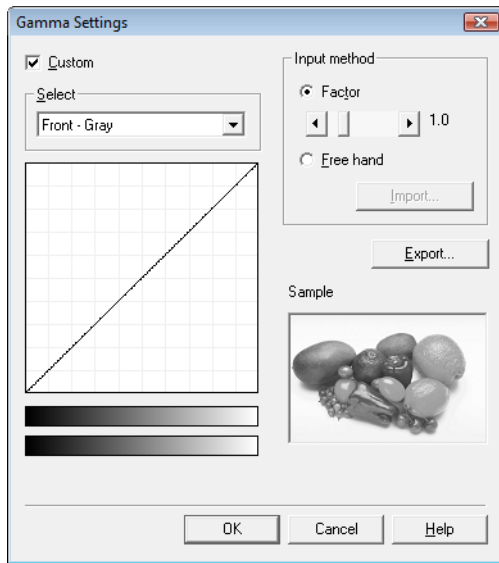 Gamma Settings
Custom
Select
Front - Gray
Input method
Factor
1.0
Free hand
Import...
Export...
Sample
OK
Cancel
Help